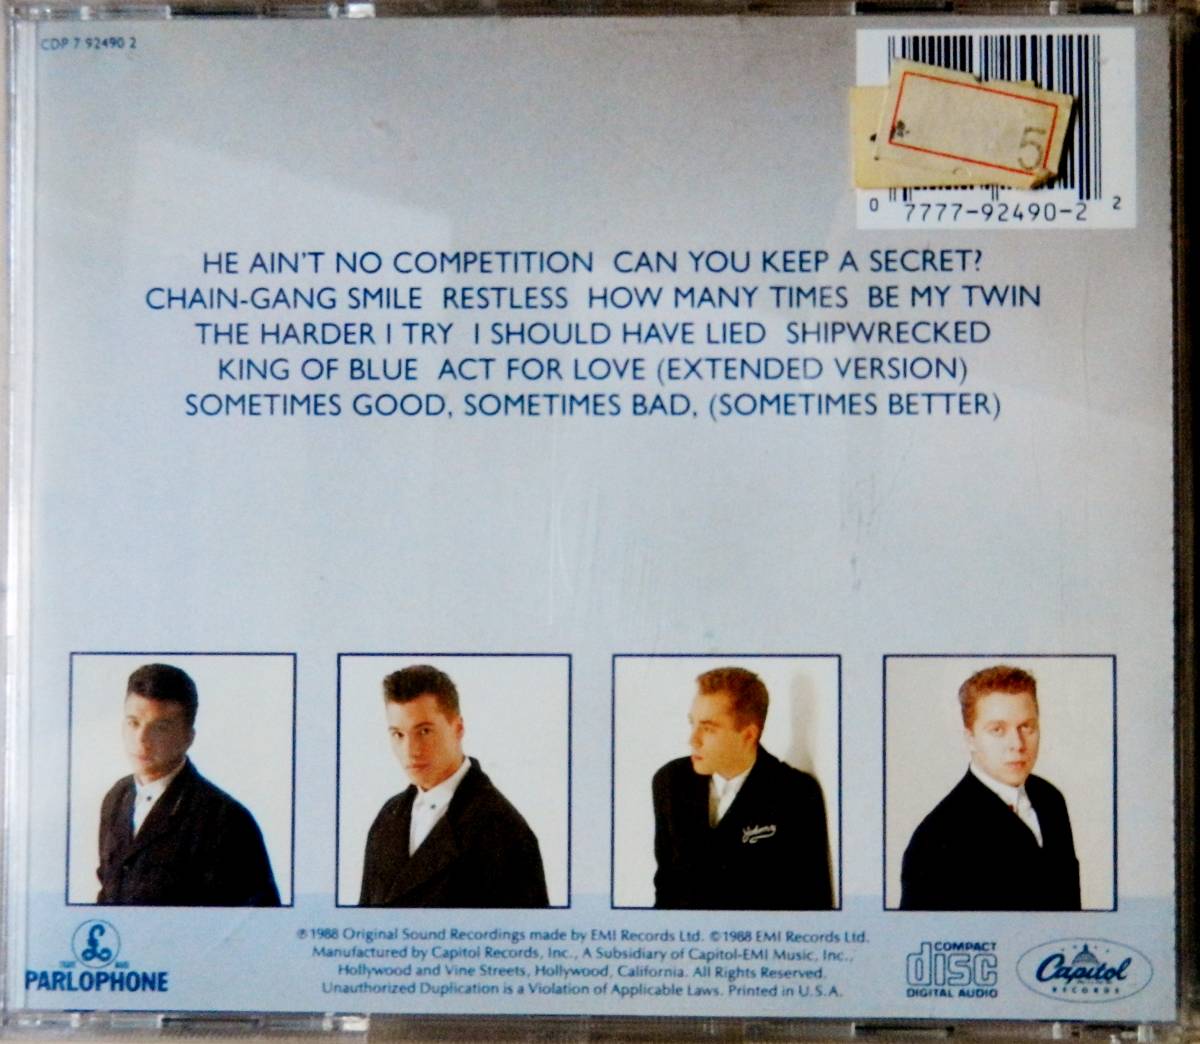 CDP 7 92490 2
5
0 7777-92490-2 2
HE AIN'T NO COMPETITION CAN YOU KEEP A SECRET?
CHAIN-GANG SMILE RESTLESS HOW MANY TIMES BE MY TWIN
THE HARDER I TRY I SHOULD HAVE LIED SHIPWRECKED
KING OF BLUE ACT FOR LOVE (EXTENDED VERSION)
SOMETIMES GOOD, SOMETIMES BAD, (SOMETIMES BETTER)
£
PARLOPHONE
℗1988 Original Sound Recordings made by EMI Records Ltd. ©1988 EMI Records Ltd.
Manufactured by Capitol Records, Inc., A Subsidiary of Capitol-EMI Music, Inc.,
Hollywood and Vine Streets, Hollywood, California. All Rights Reserved.
Unauthorized Duplication is a Violation of Applicable Laws. Printed in U.S.A.
COMPACT
disc
DIGITAL AUDIO
Capitol
RECORDS